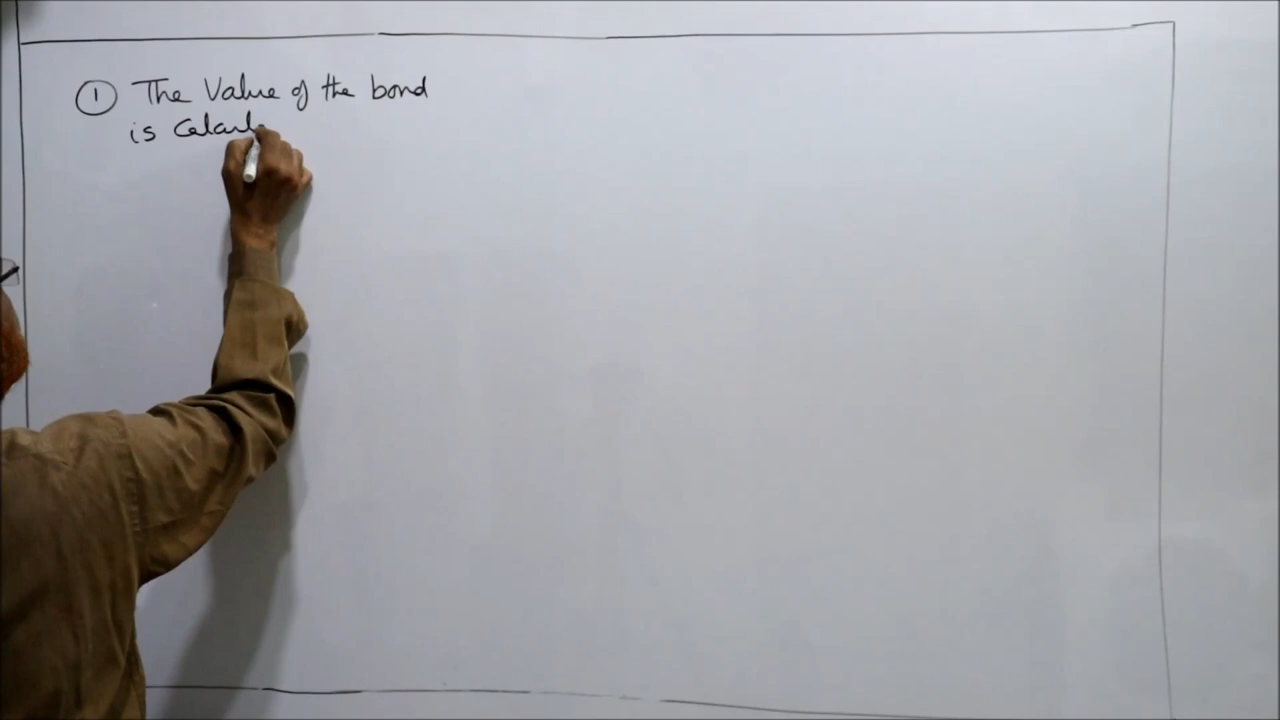 ① The Value of the bond
is Calcul